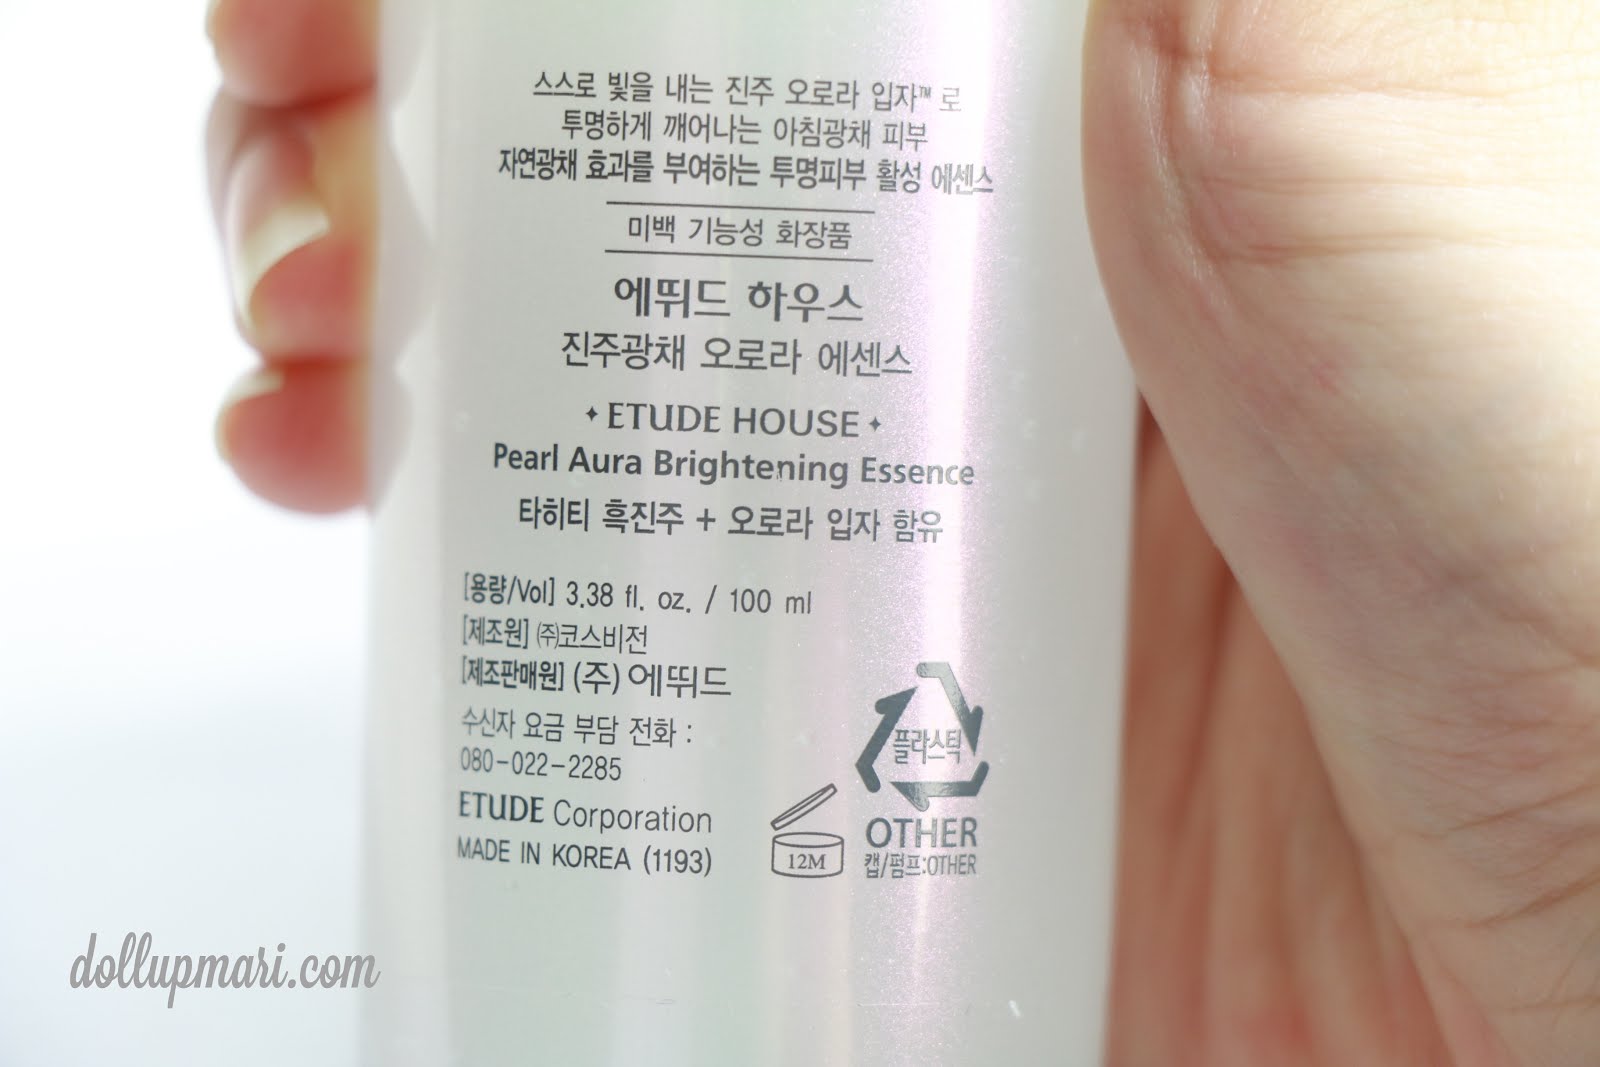 스스로 빛을 내는 진주 오로라 입자™ 로
투명하게 깨어나는 아침광채 피부
자연광채 효과를 부여하는 투명피부 활성 에센스
미백 기능성 화장품
에뛰드 하우스
진주광채 오로라 에센스
✦ ETUDE HOUSE ✦
Pearl Aura Brightening Essence
타히티 흑진주 + 오로라 입자 함유
[용량/Vol] 3.38 fl. oz. / 100 ml
[제조원] ㈜코스비전
[제조판매원] (주) 에뛰드
수신자 요금 부담 전화 :
080-022-2285
ETUDE Corporation
MADE IN KOREA (1193)
12M
플라스틱
OTHER
캡/펌프:OTHER
dollupmari.com